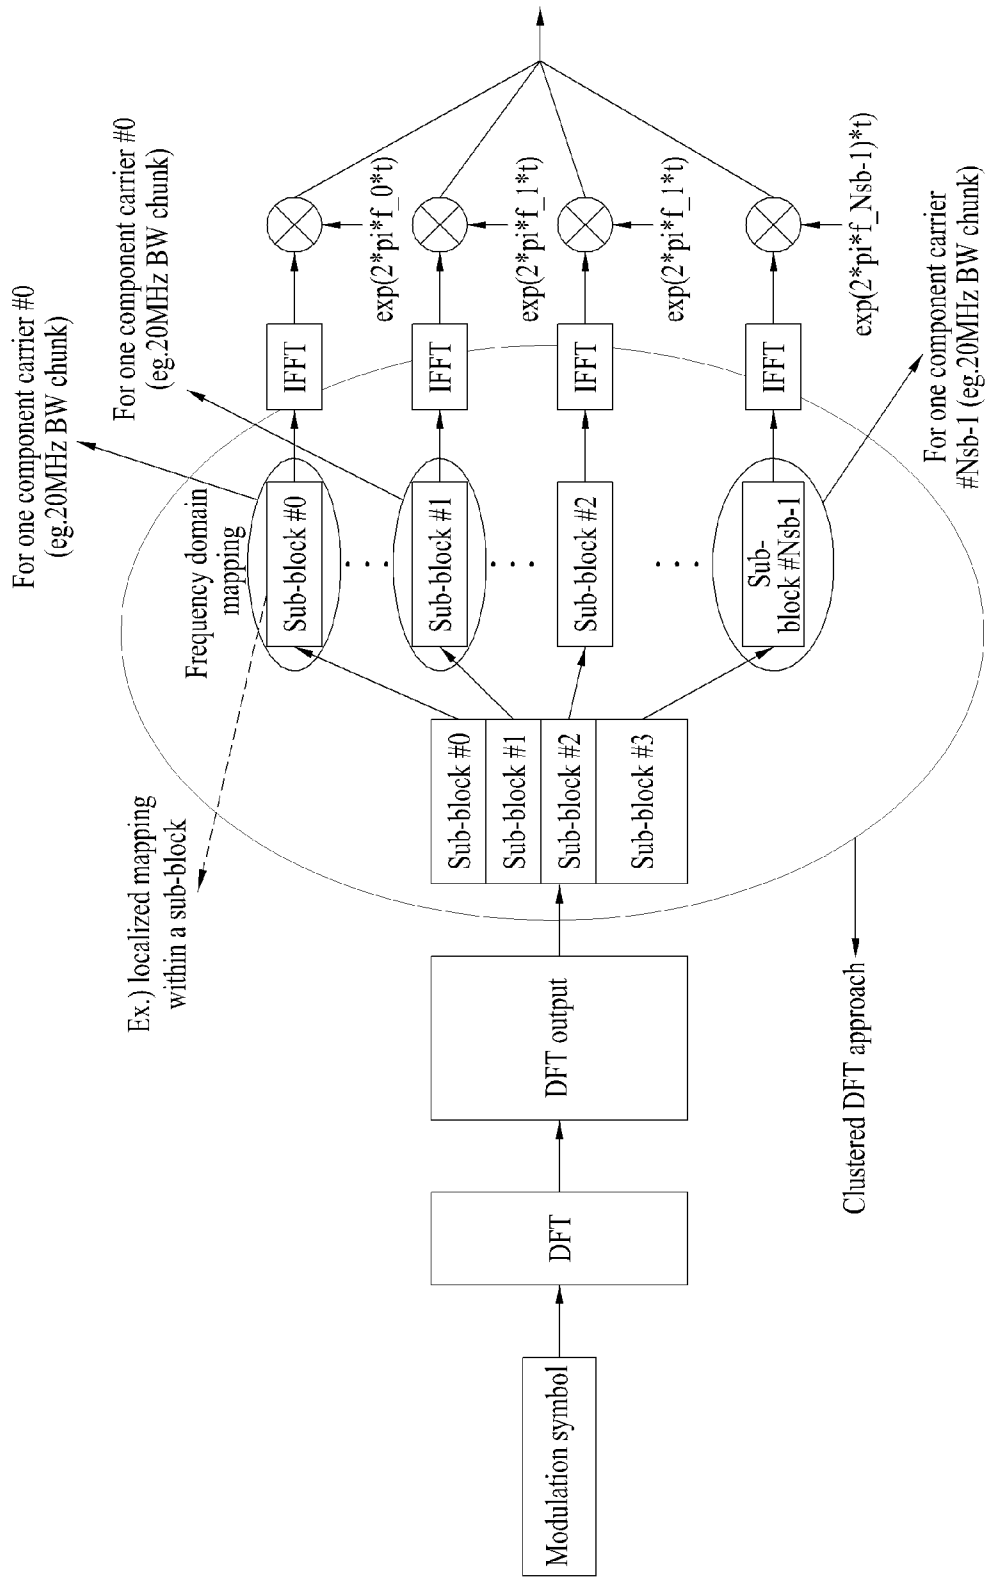 Modulation symbol
DFT
DFT output
Sub-block #0
Sub-block #1
Sub-block #2
Sub-block #3
Ex.) localized mapping
within a sub-block
Frequency domain
mapping
Sub-block #0
Sub-block #1
Sub-block #2
Sub-
block #Nsb-1
For one component carrier #0
(eg.20MHz BW chunk)
For one component carrier #0
(eg.20MHz BW chunk)
IFFT
IFFT
IFFT
IFFT
exp(2*pi*f_0*t)
exp(2*pi*f_1*t)
exp(2*pi*f_1*t)
exp(2*pi*f_Nsb-1)*t)
For one component carrier
#Nsb-1 (eg.20MHz BW chunk)
Clustered DFT approach